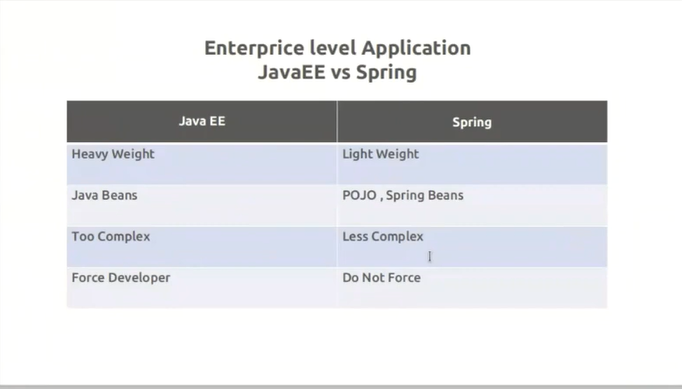 Enterprice level Application
JavaEE vs Spring
Java EE Spring
Heavy Weight Light Weight
Java Beans POJO , Spring Beans
Too Complex Less Complex
Force Developer Do Not Force